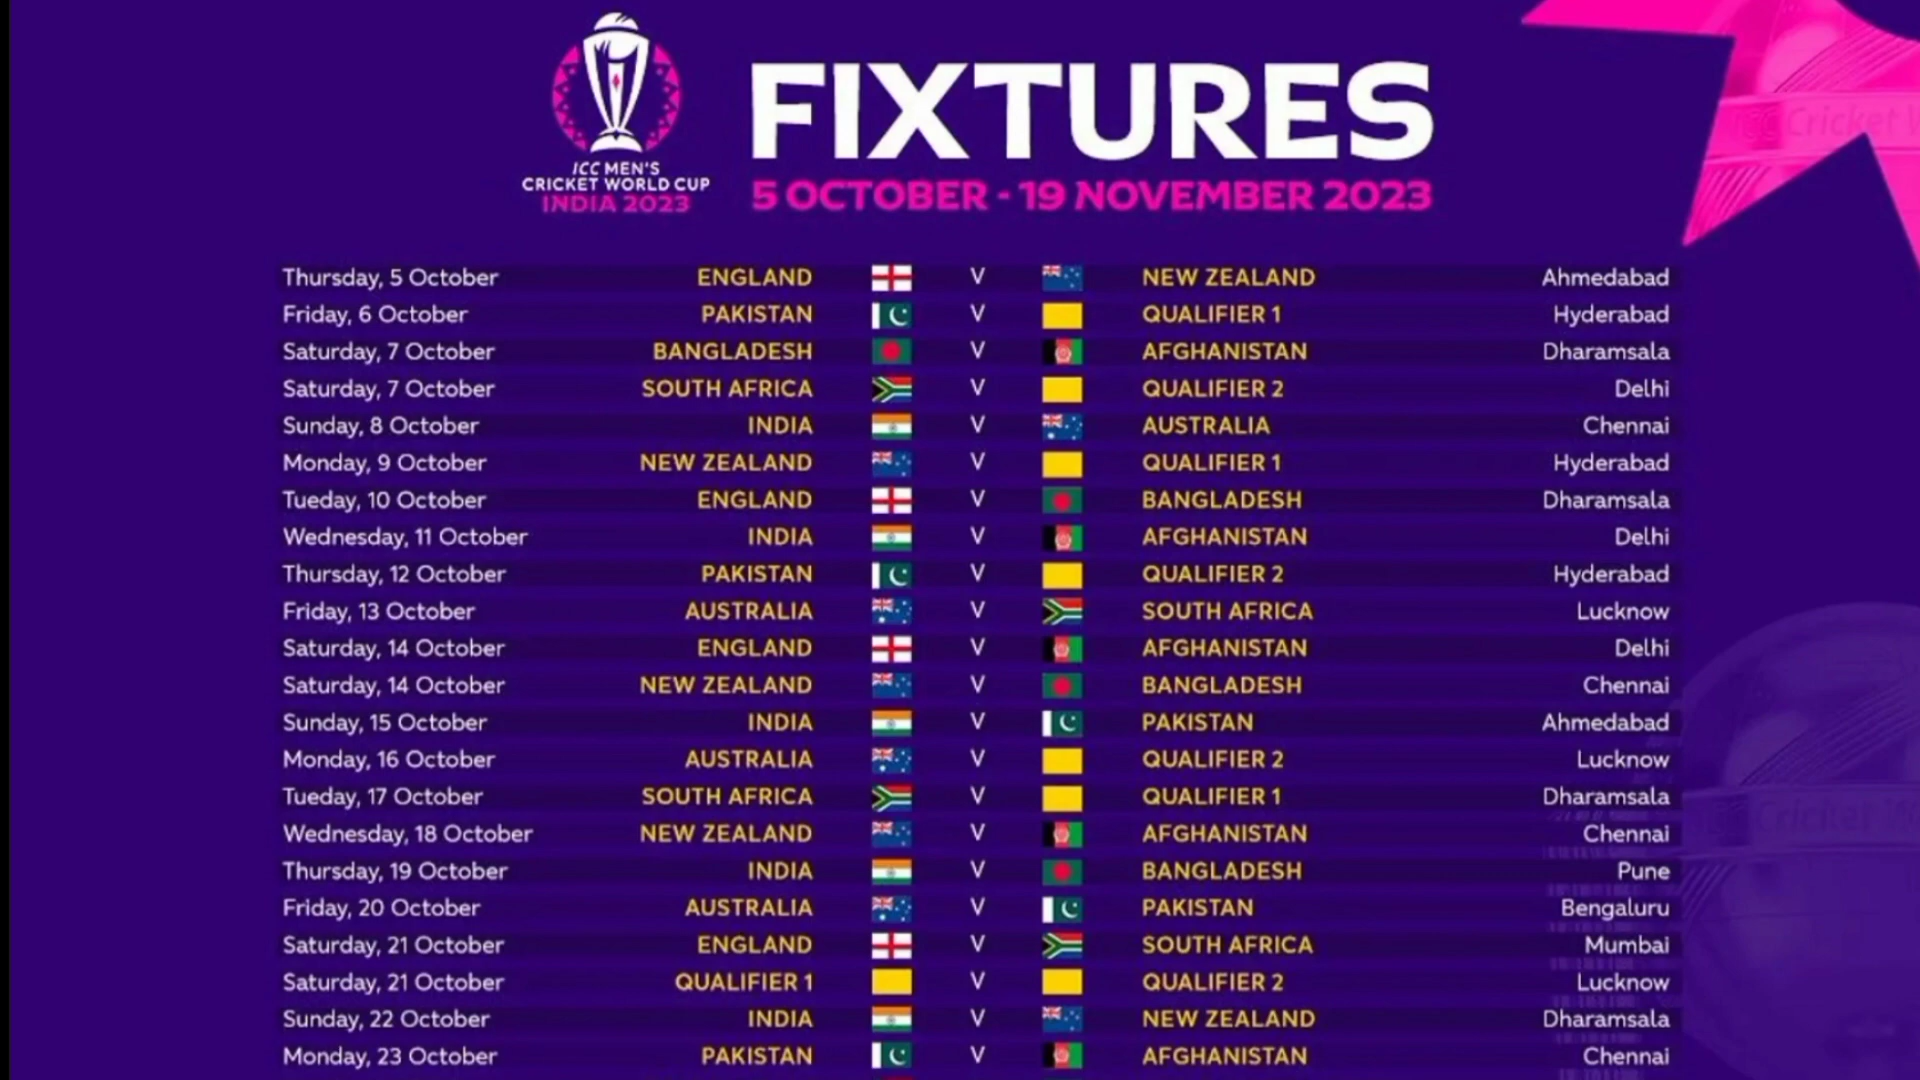 FIXTURES
5 OCTOBER - 19 NOVEMBER 2023
ICC MEN'S
CRICKET WORLD CUP
INDIA 2023
Thursday, 5 October ENGLAND V NEW ZEALAND Ahmedabad
Friday, 6 October PAKISTAN V QUALIFIER 1 Hyderabad
Saturday, 7 October BANGLADESH V AFGHANISTAN Dharamsala
Saturday, 7 October SOUTH AFRICA V QUALIFIER 2 Delhi
Sunday, 8 October INDIA V AUSTRALIA Chennai
Monday, 9 October NEW ZEALAND V QUALIFIER 1 Hyderabad
Tueday, 10 October ENGLAND V BANGLADESH Dharamsala
Wednesday, 11 October INDIA V AFGHANISTAN Delhi
Thursday, 12 October PAKISTAN V QUALIFIER 2 Hyderabad
Friday, 13 October AUSTRALIA V SOUTH AFRICA Lucknow
Saturday, 14 October ENGLAND V AFGHANISTAN Delhi
Saturday, 14 October NEW ZEALAND V BANGLADESH Chennai
Sunday, 15 October INDIA V PAKISTAN Ahmedabad
Monday, 16 October AUSTRALIA V QUALIFIER 2 Lucknow
Tueday, 17 October SOUTH AFRICA V QUALIFIER 1 Dharamsala
Wednesday, 18 October NEW ZEALAND V AFGHANISTAN Chennai
Thursday, 19 October INDIA V BANGLADESH Pune
Friday, 20 October AUSTRALIA V PAKISTAN Bengaluru
Saturday, 21 October ENGLAND V SOUTH AFRICA Mumbai
Saturday, 21 October QUALIFIER 1 V QUALIFIER 2 Lucknow
Sunday, 22 October INDIA V NEW ZEALAND Dharamsala
Monday, 23 October PAKISTAN V AFGHANISTAN Chennai